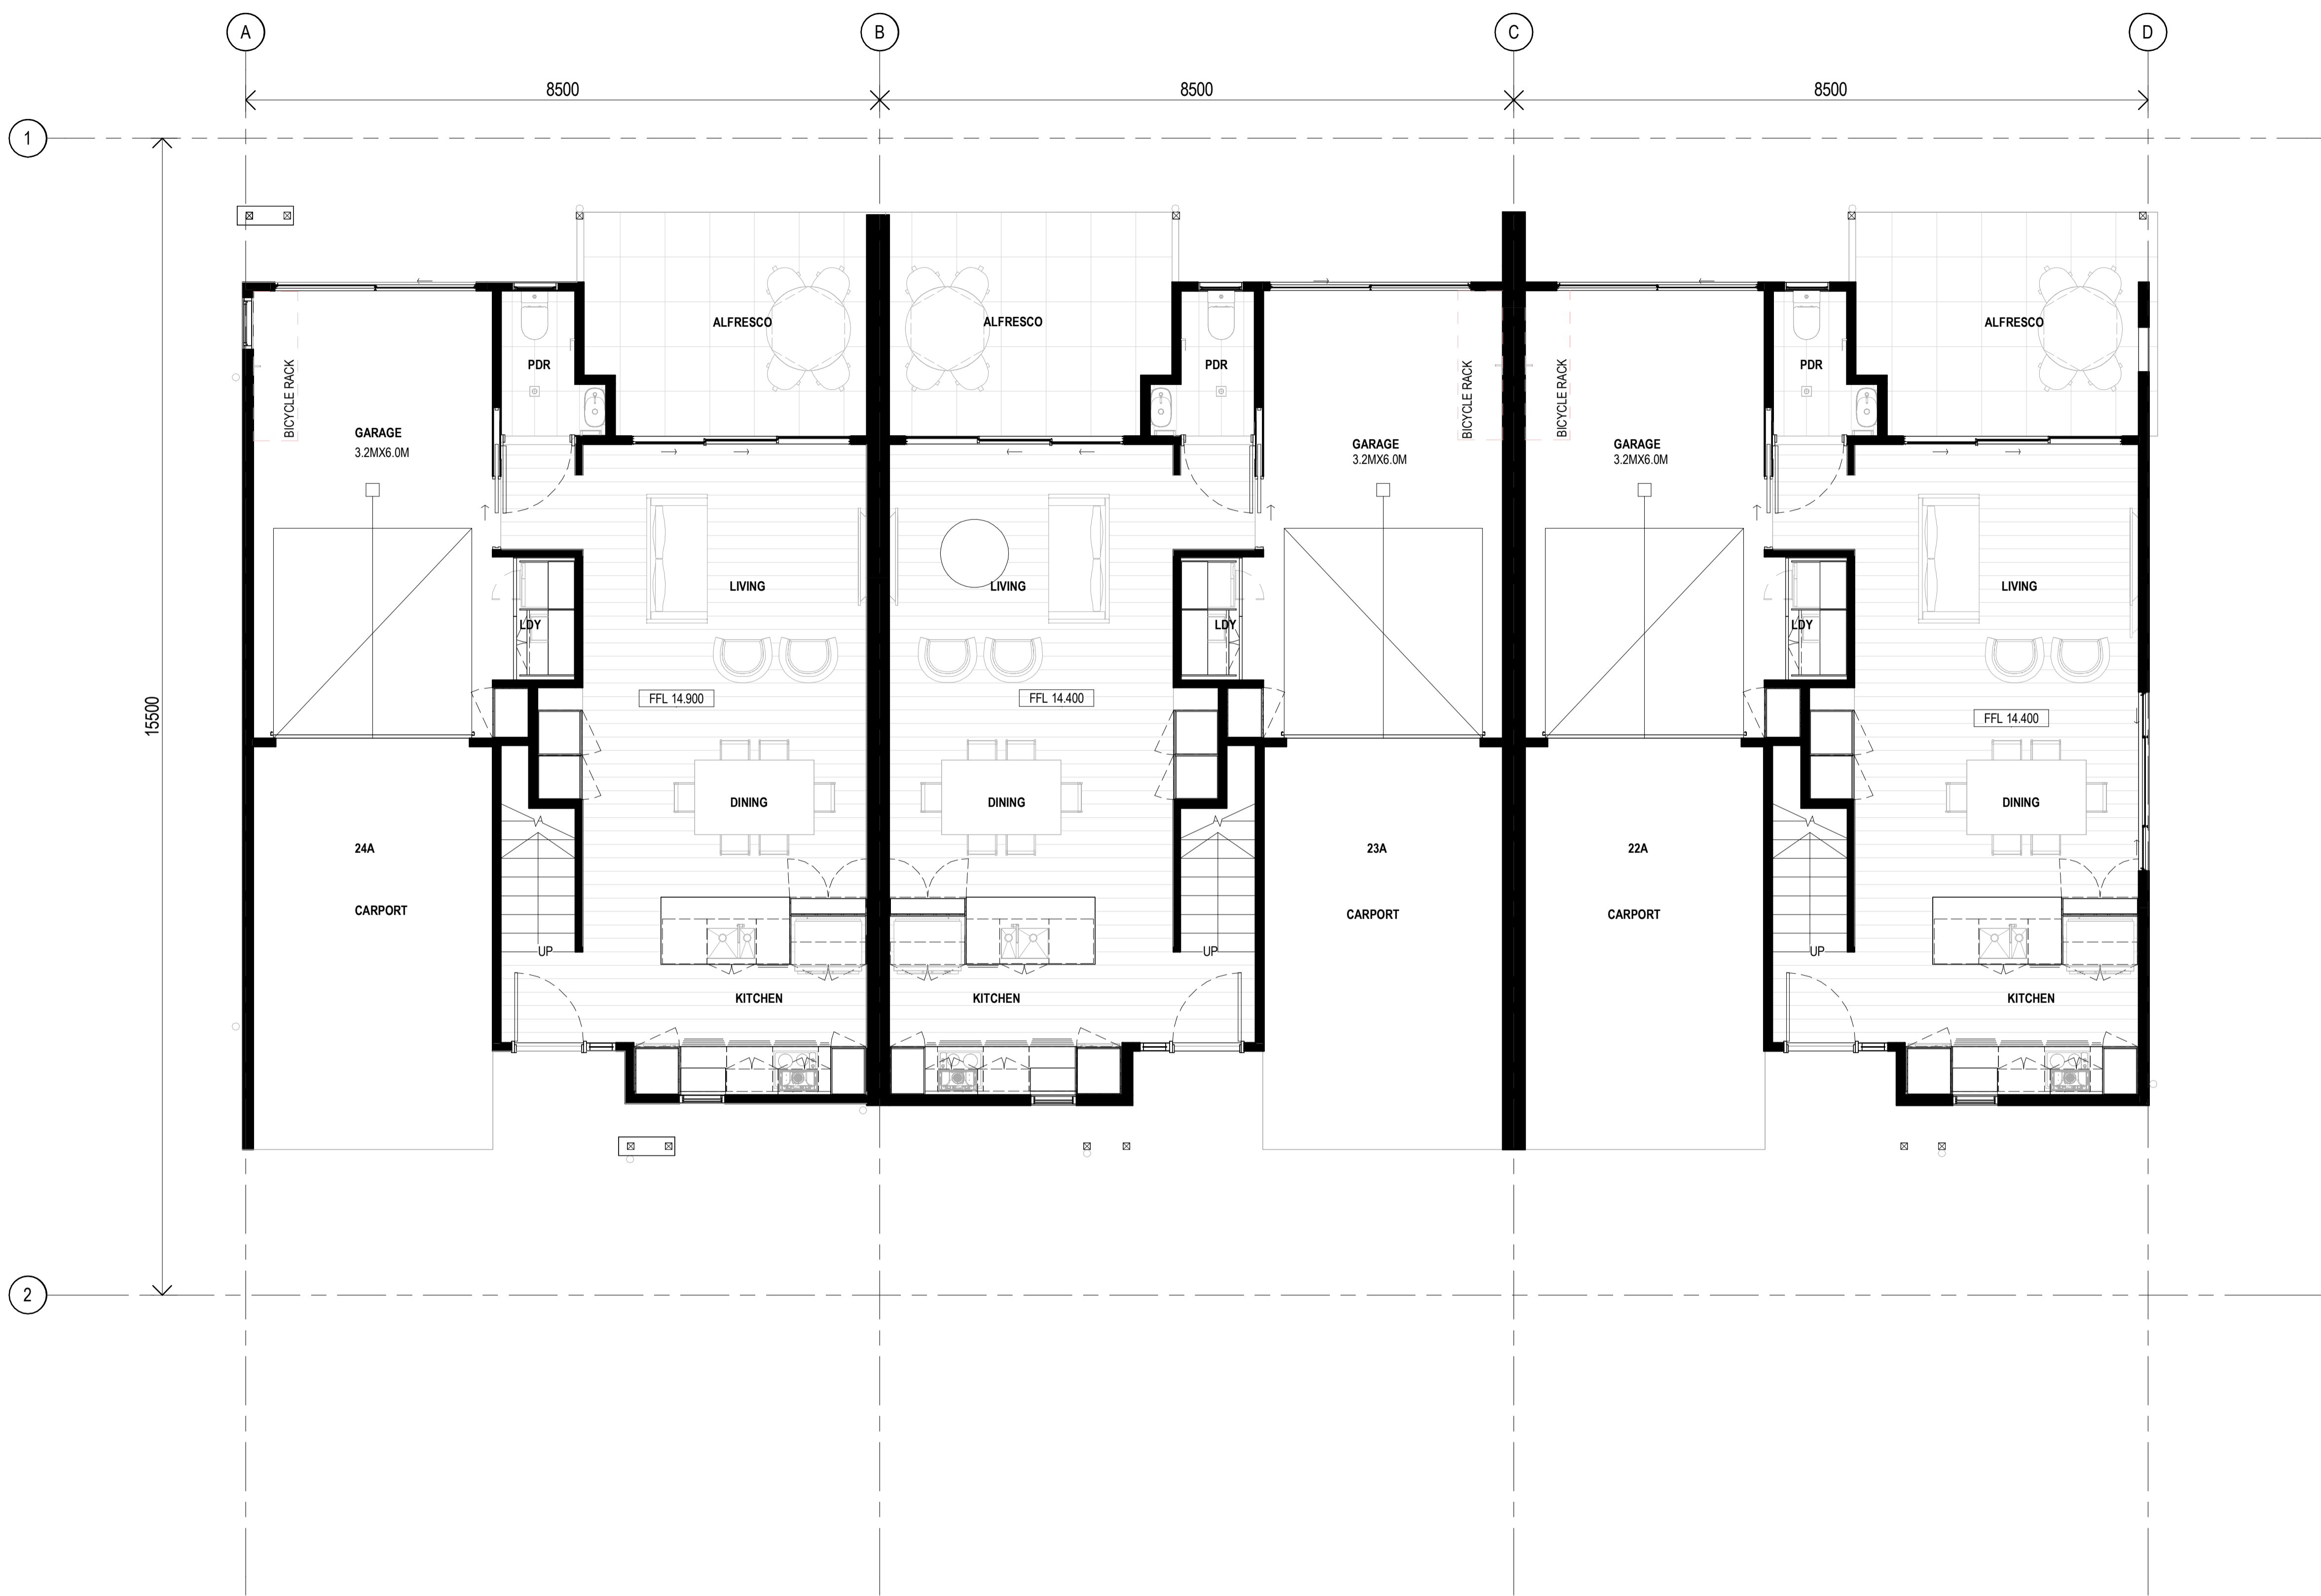 A
B
C
D
8500
8500
8500
1
ALFRESCO
ALFRESCO
ALFRESCO
PDR
PDR
PDR
BICYCLE RACK
BICYCLE RACK
BICYCLE RACK
GARAGE
3.2MX6.0M
GARAGE
3.2MX6.0M
GARAGE
3.2MX6.0M
LIVING
LIVING
LIVING
LDY
LDY
LDY
15500
FFL 14.900
FFL 14.400
FFL 14.400
DINING
DINING
DINING
24A
23A
22A
CARPORT
CARPORT
CARPORT
UP
UP
UP
KITCHEN
KITCHEN
KITCHEN
2